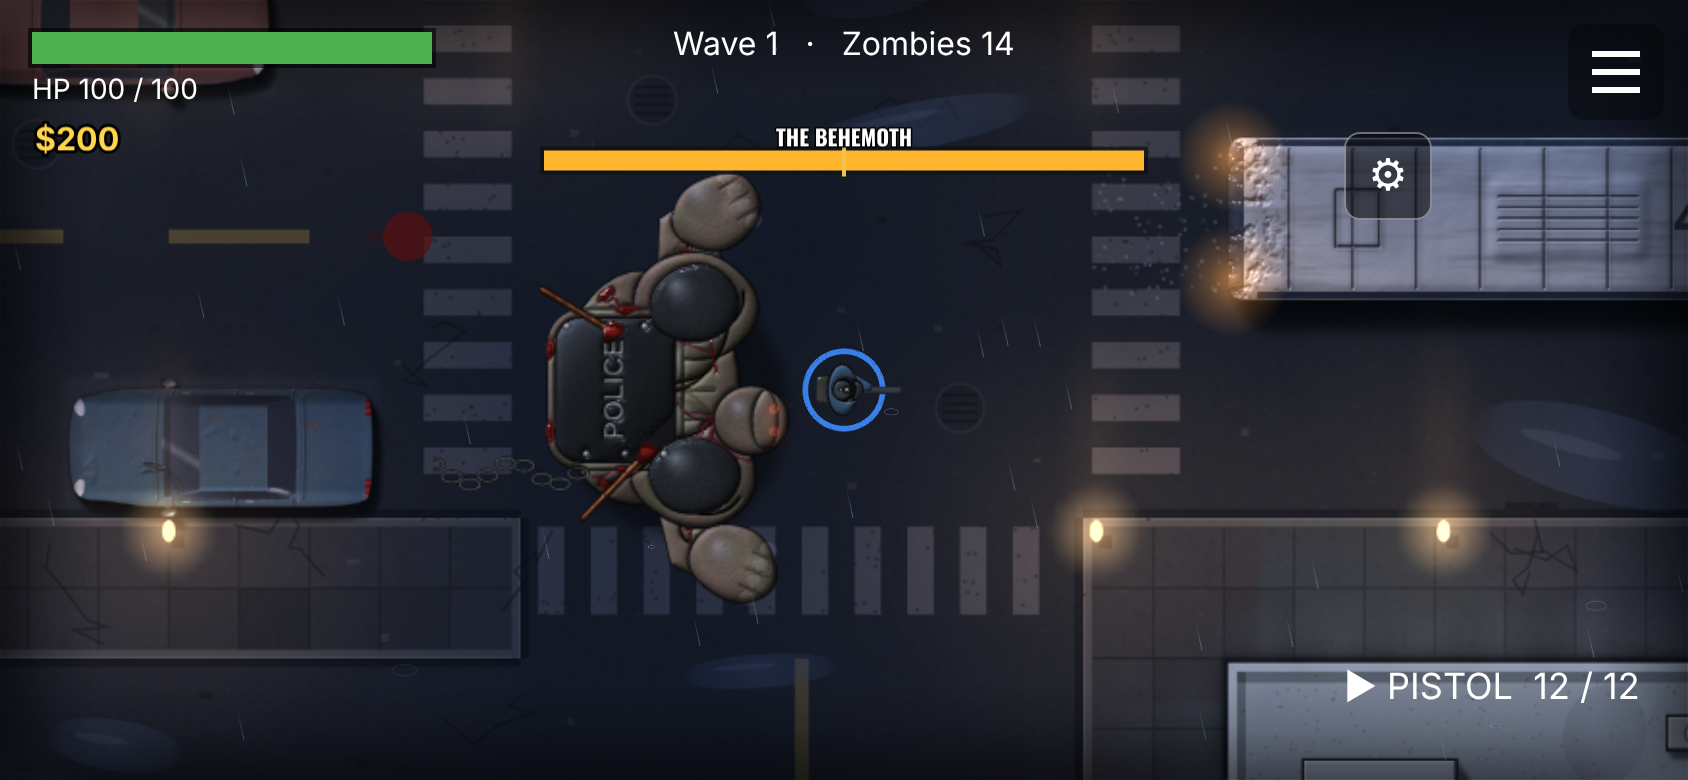 Wave 1 · Zombies 14
HP 100 / 100
$200
THE BEHEMOTH
POLICE
▶ PISTOL 12 / 12